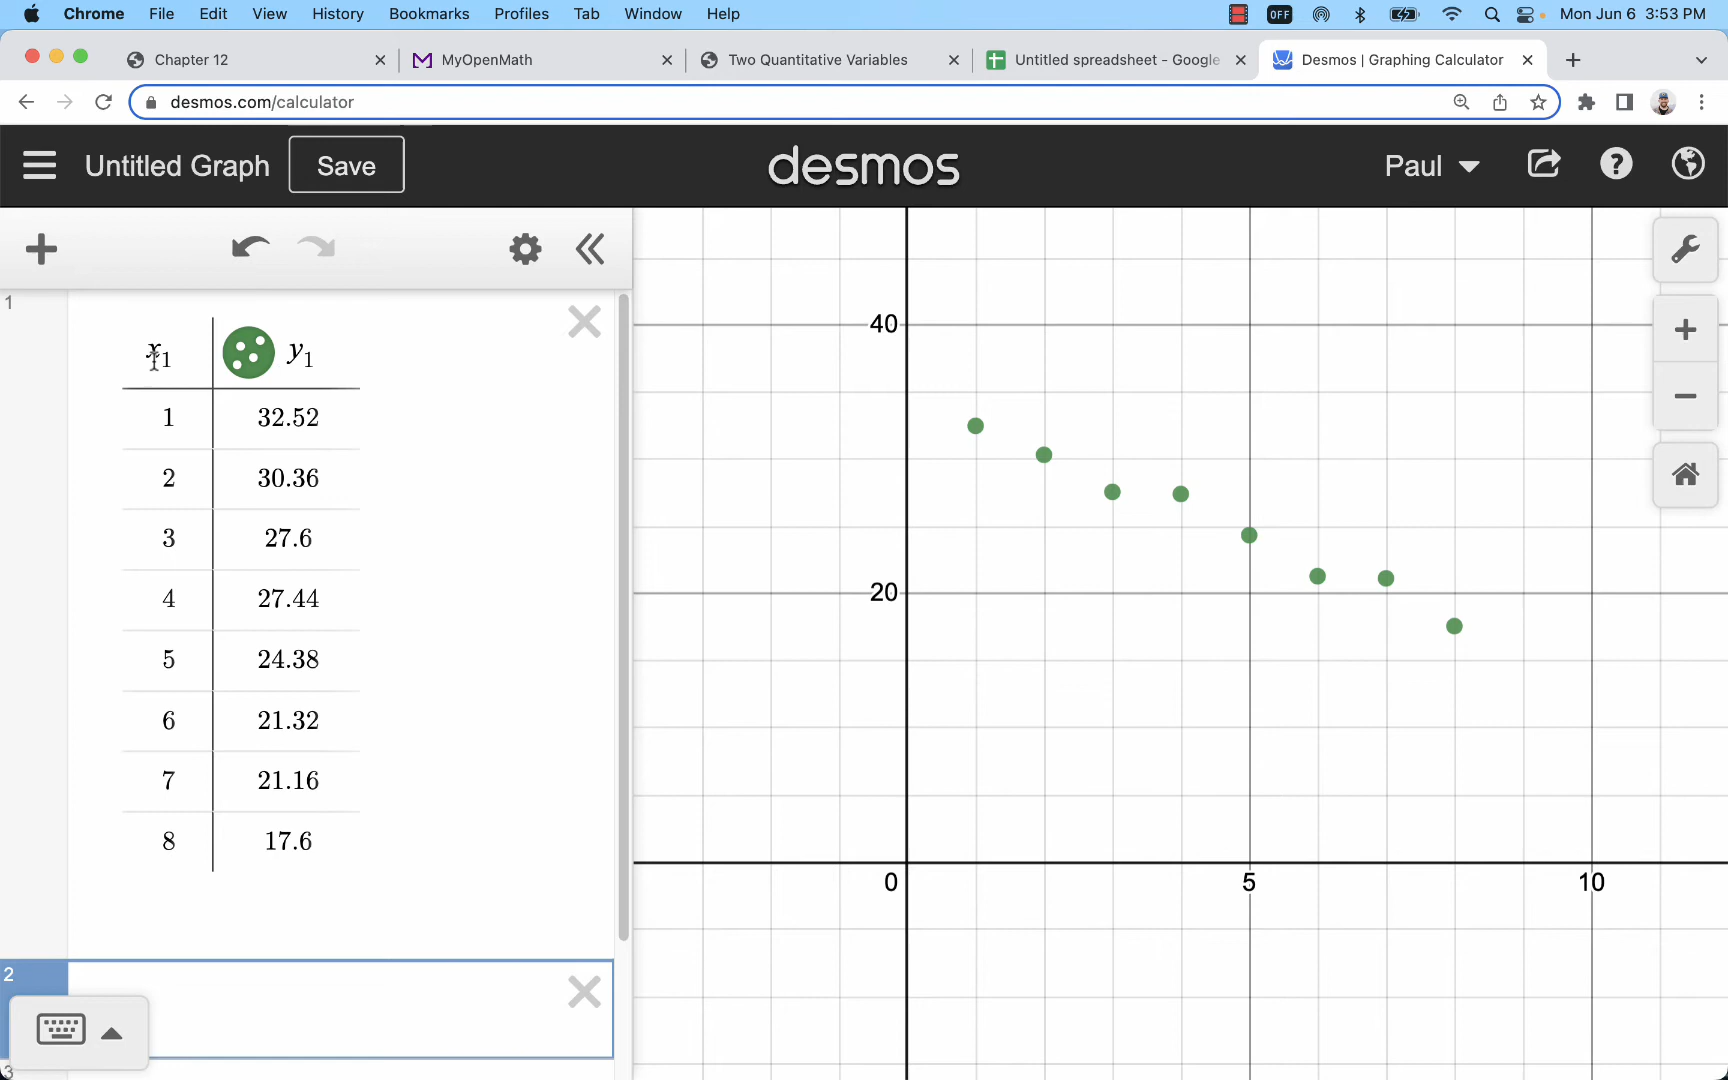 Chrome File Edit View History Bookmarks Profiles Tab Window Help OFF Mon Jun 6 3:53 PM
Chapter 12 MyOpenMath Two Quantitative Variables Untitled spreadsheet - Google Desmos | Graphing Calculator
desmos.com/calculator
Untitled Graph Save desmos Paul
1
x₁ y₁
1 32.52
2 30.36
3 27.6
4 27.44
5 24.38
6 21.32
7 21.16
8 17.6
2
3
40
20
0 5 10